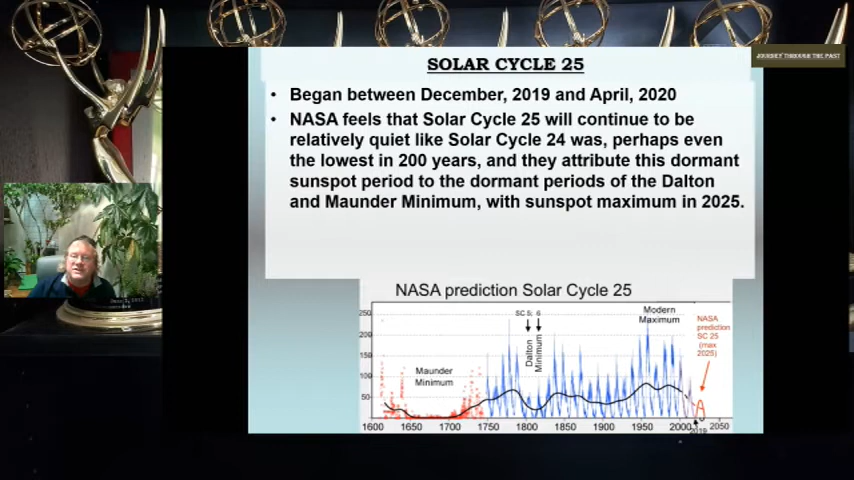 SOLAR CYCLE 25
JOURNEY THROUGH THE PAST
• Began between December, 2019 and April, 2020
• NASA feels that Solar Cycle 25 will continue to be
relatively quiet like Solar Cycle 24 was, perhaps even
the lowest in 200 years, and they attribute this dormant
sunspot period to the dormant periods of the Dalton
and Maunder Minimum, with sunspot maximum in 2025.
NASA prediction Solar Cycle 25
250
200
150
100
50
0
Maunder
Minimum
SC 5; 6
Dalton
Minimum
Modern
Maximum
NASA
prediction
SC 25
(max
2025)
1600 1650 1700 1750 1800 1850 1900 1950 2000 2050
2019